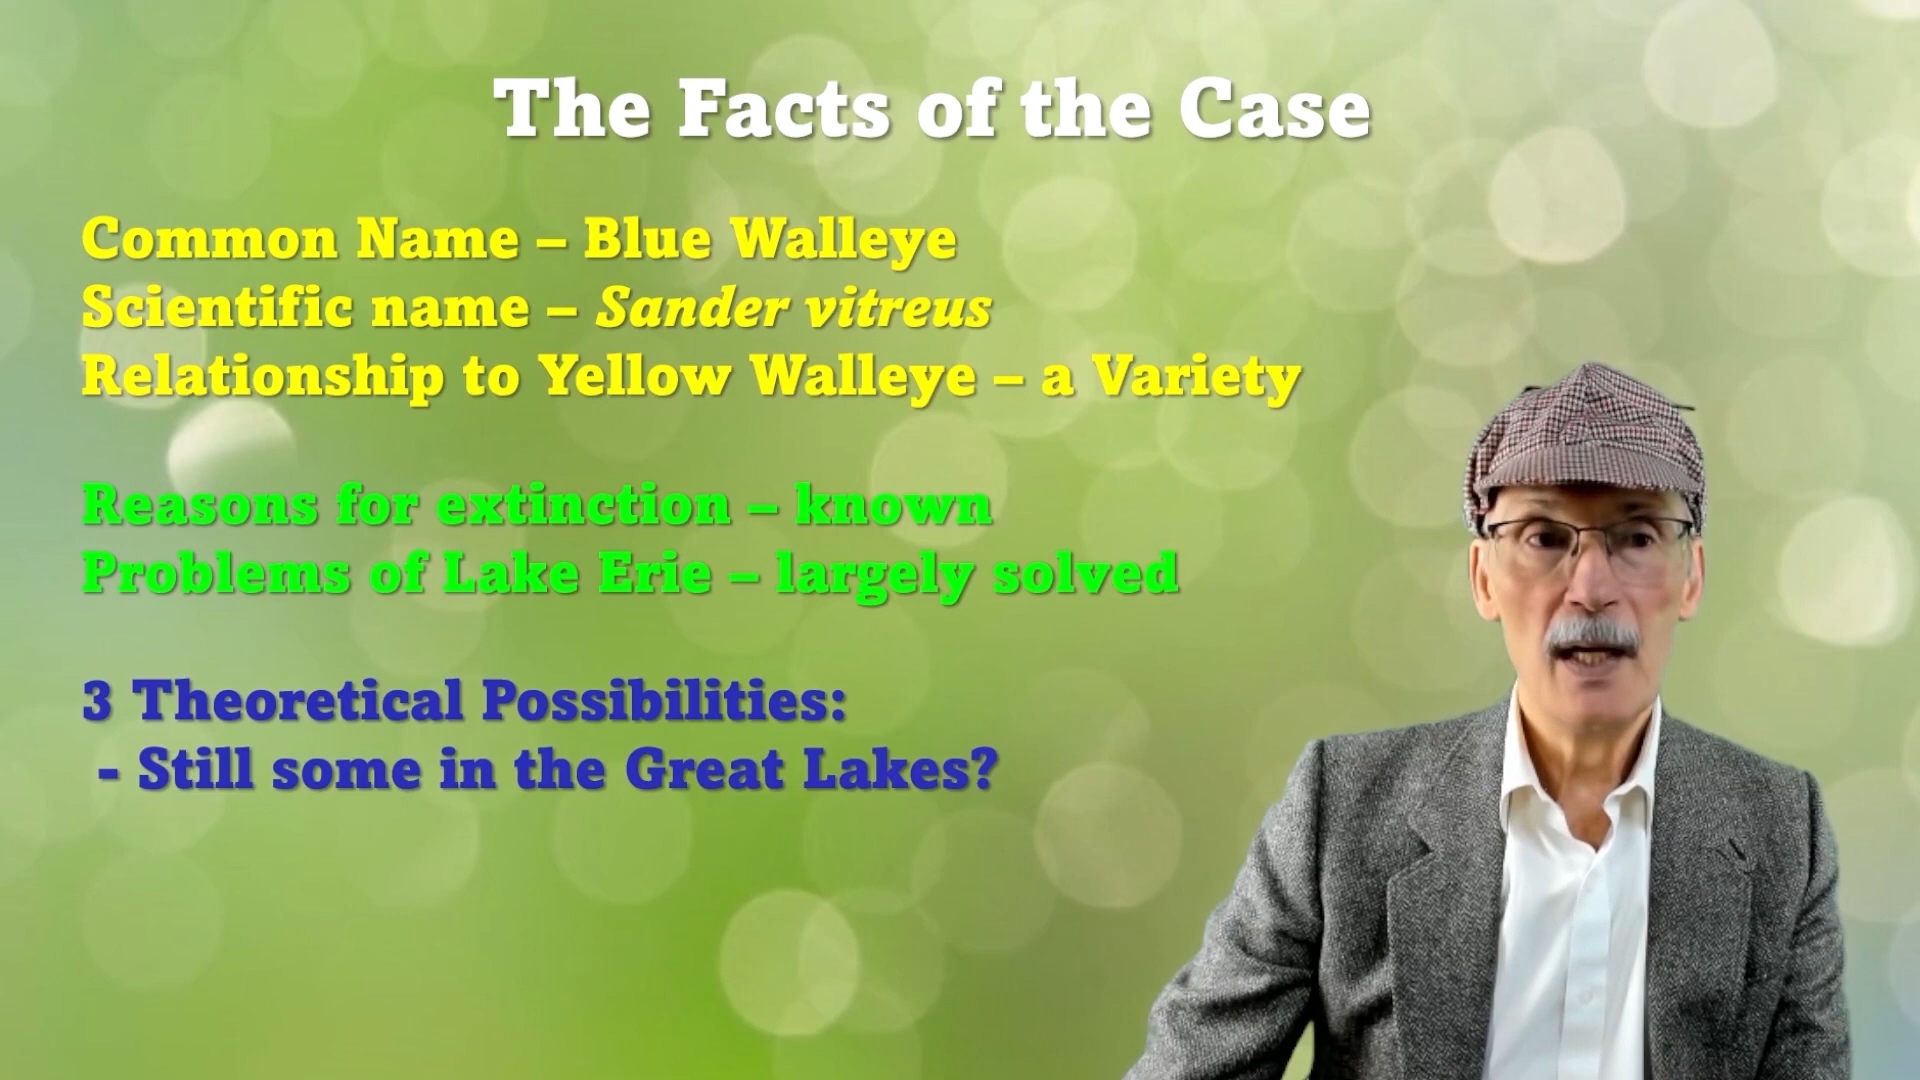 The Facts of the Case
Common Name – Blue Walleye
Scientific name – Sander vitreus
Relationship to Yellow Walleye – a Variety
Reasons for extinction – known
Problems of Lake Erie – largely solved
3 Theoretical Possibilities:
- Still some in the Great Lakes?